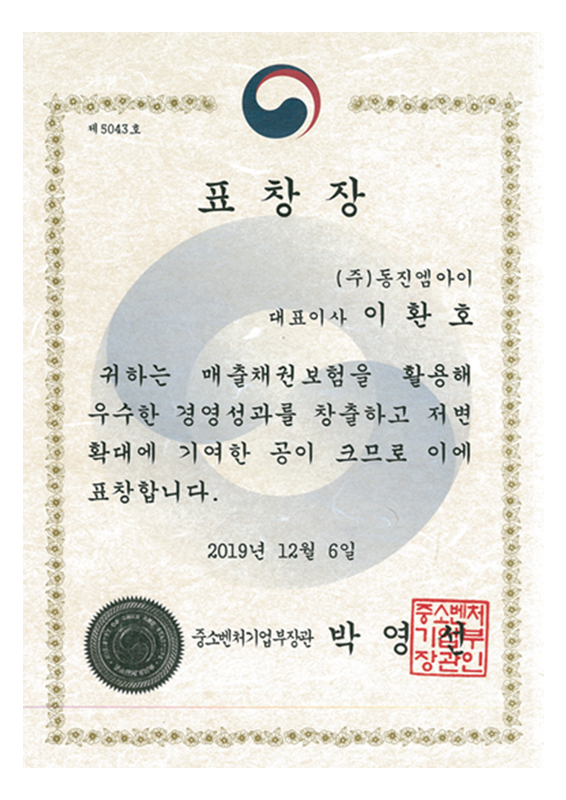 제 5043 호
표 창 장
(주)동진엠아이
대표이사 이 환 호
귀하는 매출채권보험을 활용해
우수한 경영성과를 창출하고 저변
확대에 기여한 공이 크므로 이에
표창합니다.
2019년 12월 6일
중소벤처기업부장관 박 영 선
중소벤처
기업부
장관인